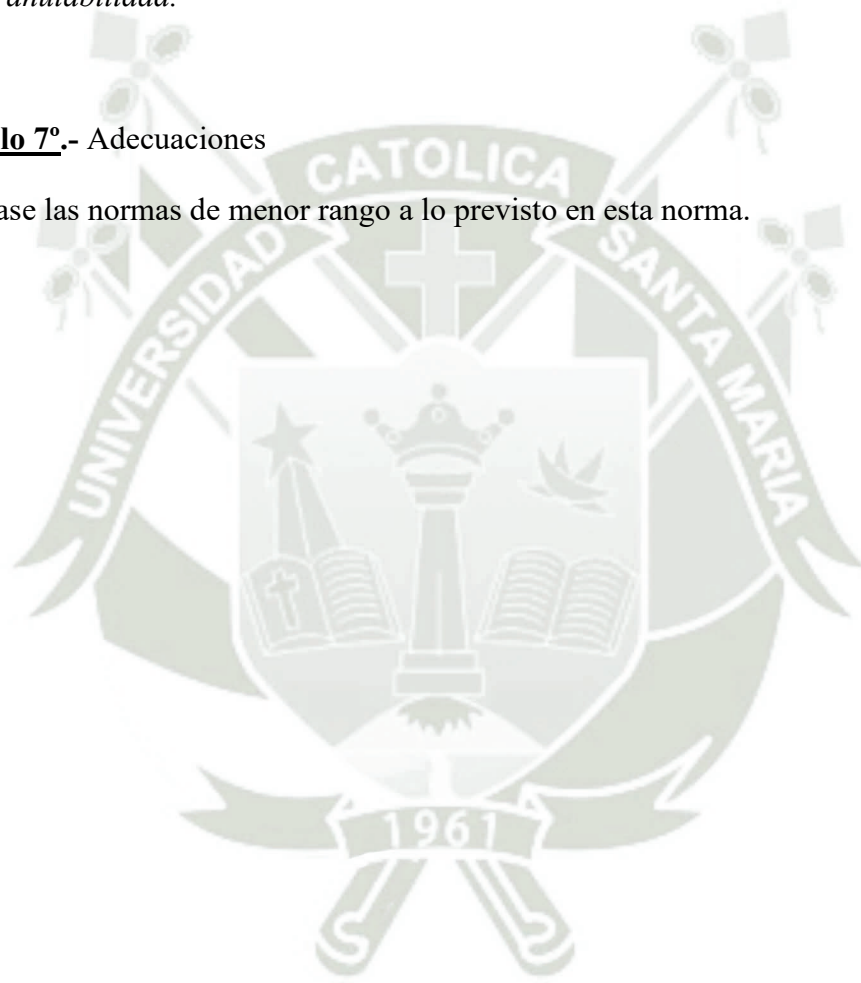 anulabilidad.
lo 7º.- Adecuaciones
ase las normas de menor rango a lo previsto en esta norma.
UNIVERSIDAD CATOLICA SANTA MARIA
1961